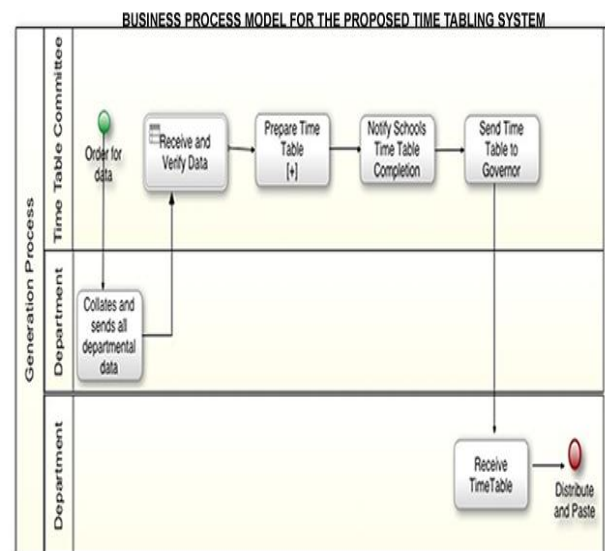 BUSINESS PROCESS MODEL FOR THE PROPOSED TIME TABLING SYSTEM
Generation Process
Time Table Committee
Order for
data
Receive and
Verify Data
Prepare Time
Table
[+]
Notify Schools
Time Table
Completion
Send Time
Table to
Governor
Department
Collates and
sends all
departmental
data
Department
Receive
TimeTable
Distribute
and Paste